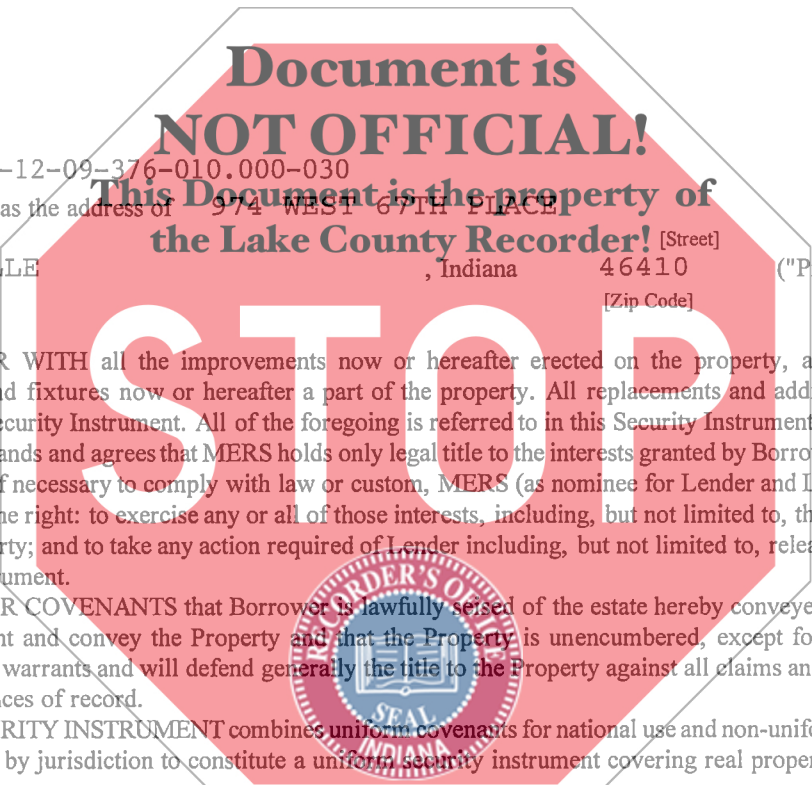 Document is
NOT OFFICIAL!
-12-09-376-010.000-030
This Document is the property of
as the address of 974 WEST 67TH PLACE
the Lake County Recorder! [Street]
LLE , Indiana 46410 ("P
[Zip Code]
STOP
R WITH all the improvements now or hereafter erected on the property, a
nd fixtures now or hereafter a part of the property. All replacements and add
ecurity Instrument. All of the foregoing is referred to in this Security Instrument
ands and agrees that MERS holds only legal title to the interests granted by Borro
f necessary to comply with law or custom, MERS (as nominee for Lender and L
he right: to exercise any or all of those interests, including, but not limited to, th
rty; and to take any action required of Lender including, but not limited to, relea
ument.
R COVENANTS that Borrower is lawfully seised of the estate hereby conveye
nt and convey the Property and that the Property is unencumbered, except fo
warrants and will defend generally the title to the Property against all claims an
ces of record.
RITY INSTRUMENT combines uniform covenants for national use and non-unifo
by jurisdiction to constitute a uniform security instrument covering real proper
RECORDER'S OFFICE
SEAL
INDIANA